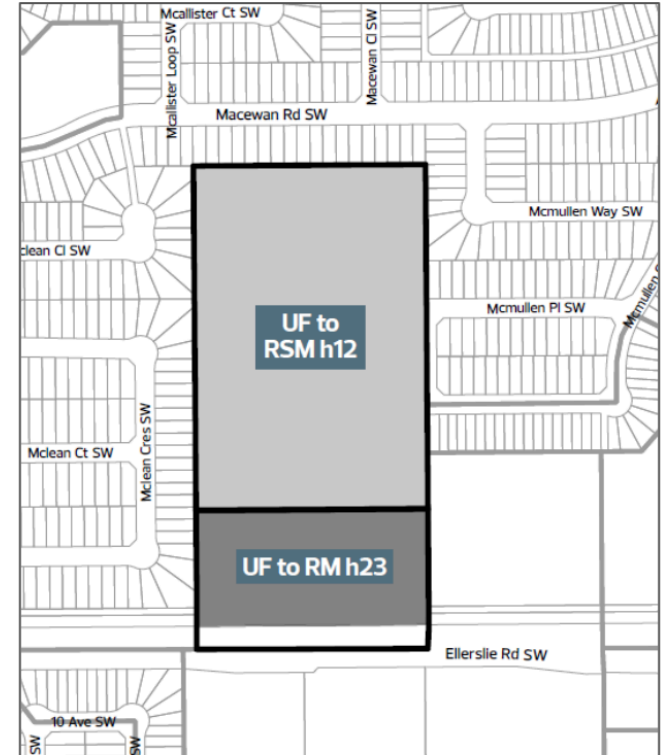 Mcallister Ct SW
Mcallister Loop SW
Macewan Cl SW
Macewan Rd SW
Mcmullen Way SW
clean Cl SW
UF to
RSM h12
Mcmullen Pl SW
Mcmullen
Mclean Ct SW
Mclean Cres SW
UF to RM h23
Ellerslie Rd SW
10 Ave SW
SW
SW